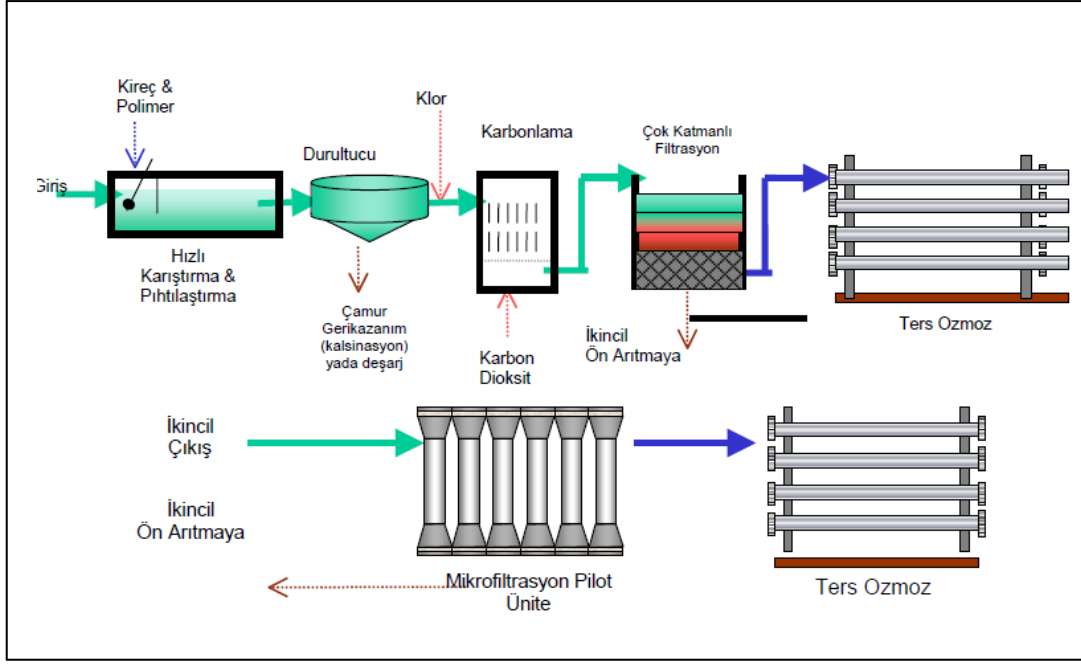 Kireç &
Polimer
Klor
Karbonlama
Çok Katmanlı
Filtrasyon
Durultucu
Giriş
Hızlı
Karıştırma &
Pıhtılaştırma
Çamur
Gerikazanım
(kalsinasyon)
yada deşarj
Karbon
Dioksit
İkincil
Ön Arıtmaya
Ters Ozmoz
İkincil
Çıkış
İkincil
Ön Arıtmaya
Mikrofiltrasyon Pilot
Ünite
Ters Ozmoz